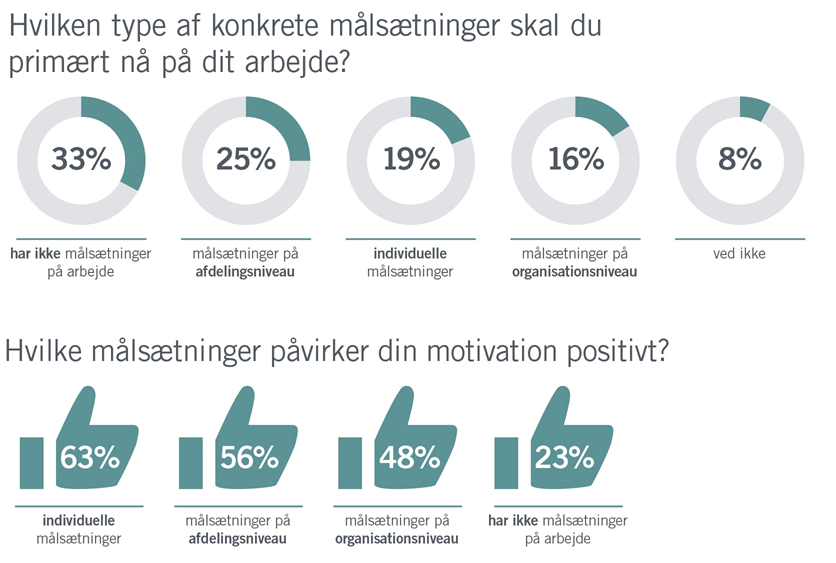 Hvilken type af konkrete målsætninger skal du
primært nå på dit arbejde?
33%
25%
19%
16%
8%
har ikke målsætninger
på arbejde
målsætninger på
afdelingsniveau
individuelle
målsætninger
målsætninger på
organisationsniveau
ved ikke
Hvilke målsætninger påvirker din motivation positivt?
63%
56%
48%
23%
individuelle
målsætninger
målsætninger på
afdelingsniveau
målsætninger på
organisationsniveau
har ikke målsætninger
på arbejde